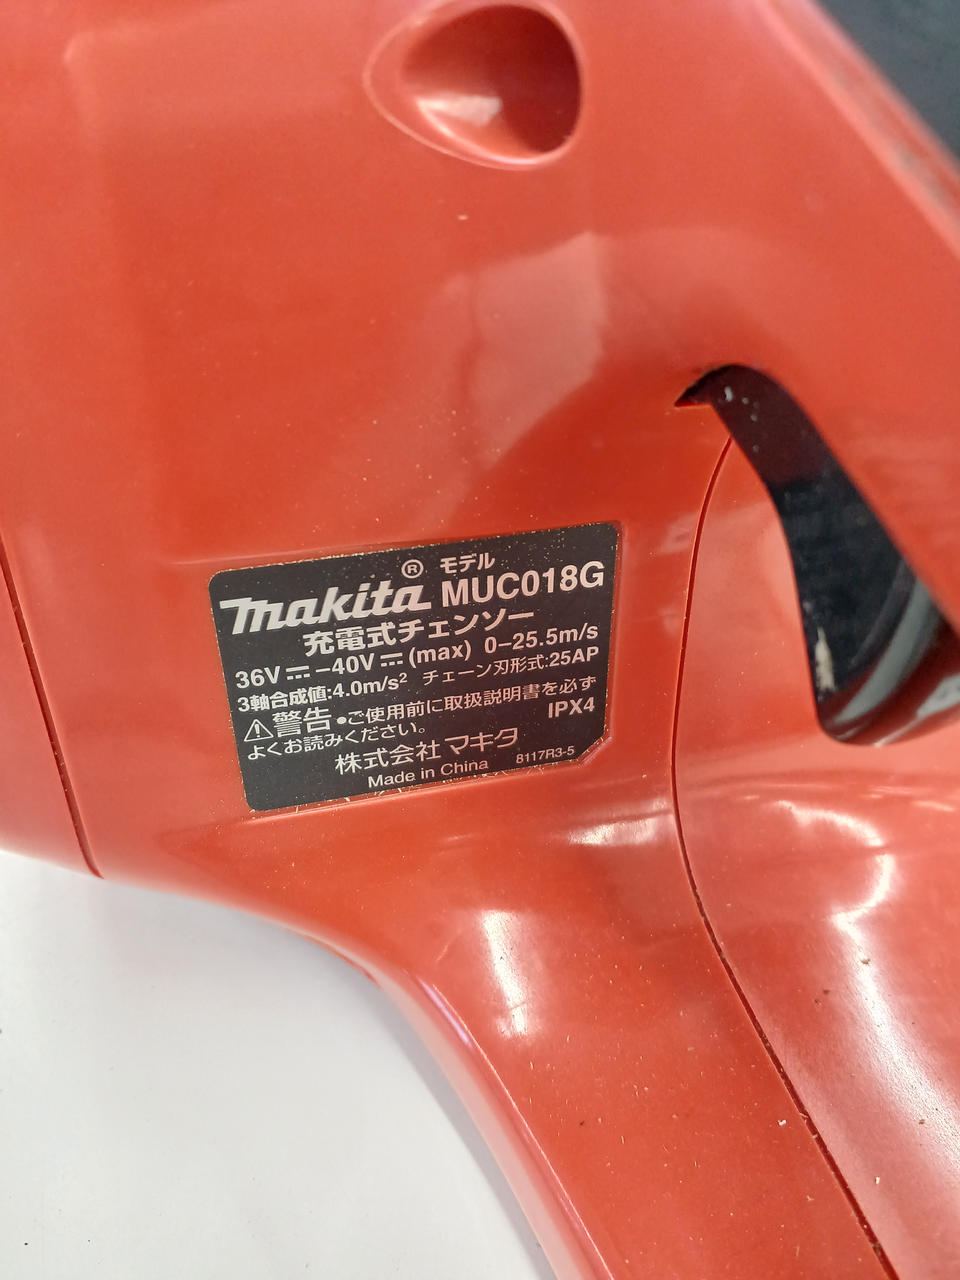 makita® モデル MUC018G
充電式チェンソー
36V⎓–40V⎓(max) 0–25.5m/s
3軸合成値:4.0m/s² チェーン刃形式:25AP
⚠警告 ●ご使用前に取扱説明書を必ず
よくお読みください。 IPX4
株式会社 マキタ
Made in China 8117R3-5